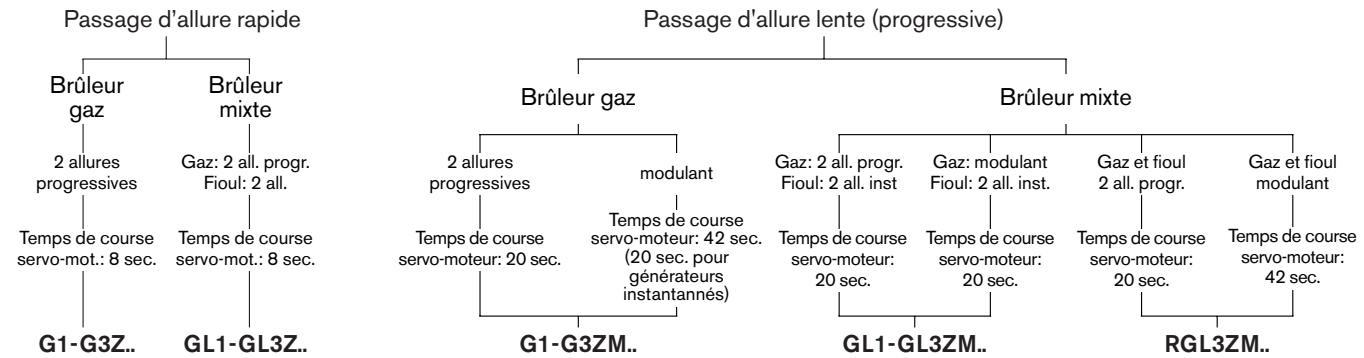 Passage d'allure rapide
Brûleur
gaz
Brûleur
mixte
2 allures
progressives
Gaz: 2 all. progr.
Fioul: 2 all.
Temps de course
servo-mot.: 8 sec.
Temps de course
servo-mot.: 8 sec.
G1-G3Z..
GL1-GL3Z..
Passage d'allure lente (progressive)
Brûleur gaz
Brûleur mixte
2 allures
progressives
modulant
Gaz: 2 all. progr.
Fioul: 2 all. inst
Gaz: modulant
Fioul: 2 all. inst.
Gaz et fioul
2 all. progr.
Gaz et fioul
modulant
Temps de course
servo-moteur: 20 sec.
Temps de course
servo-moteur: 42 sec.
(20 sec. pour
générateurs
instantannés)
Temps de course
servo-moteur:
20 sec.
Temps de course
servo-moteur:
20 sec.
Temps de course
servo-moteur:
20 sec.
Temps de course
servo-moteur:
42 sec.
G1-G3ZM..
GL1-GL3ZM..
RGL3ZM..